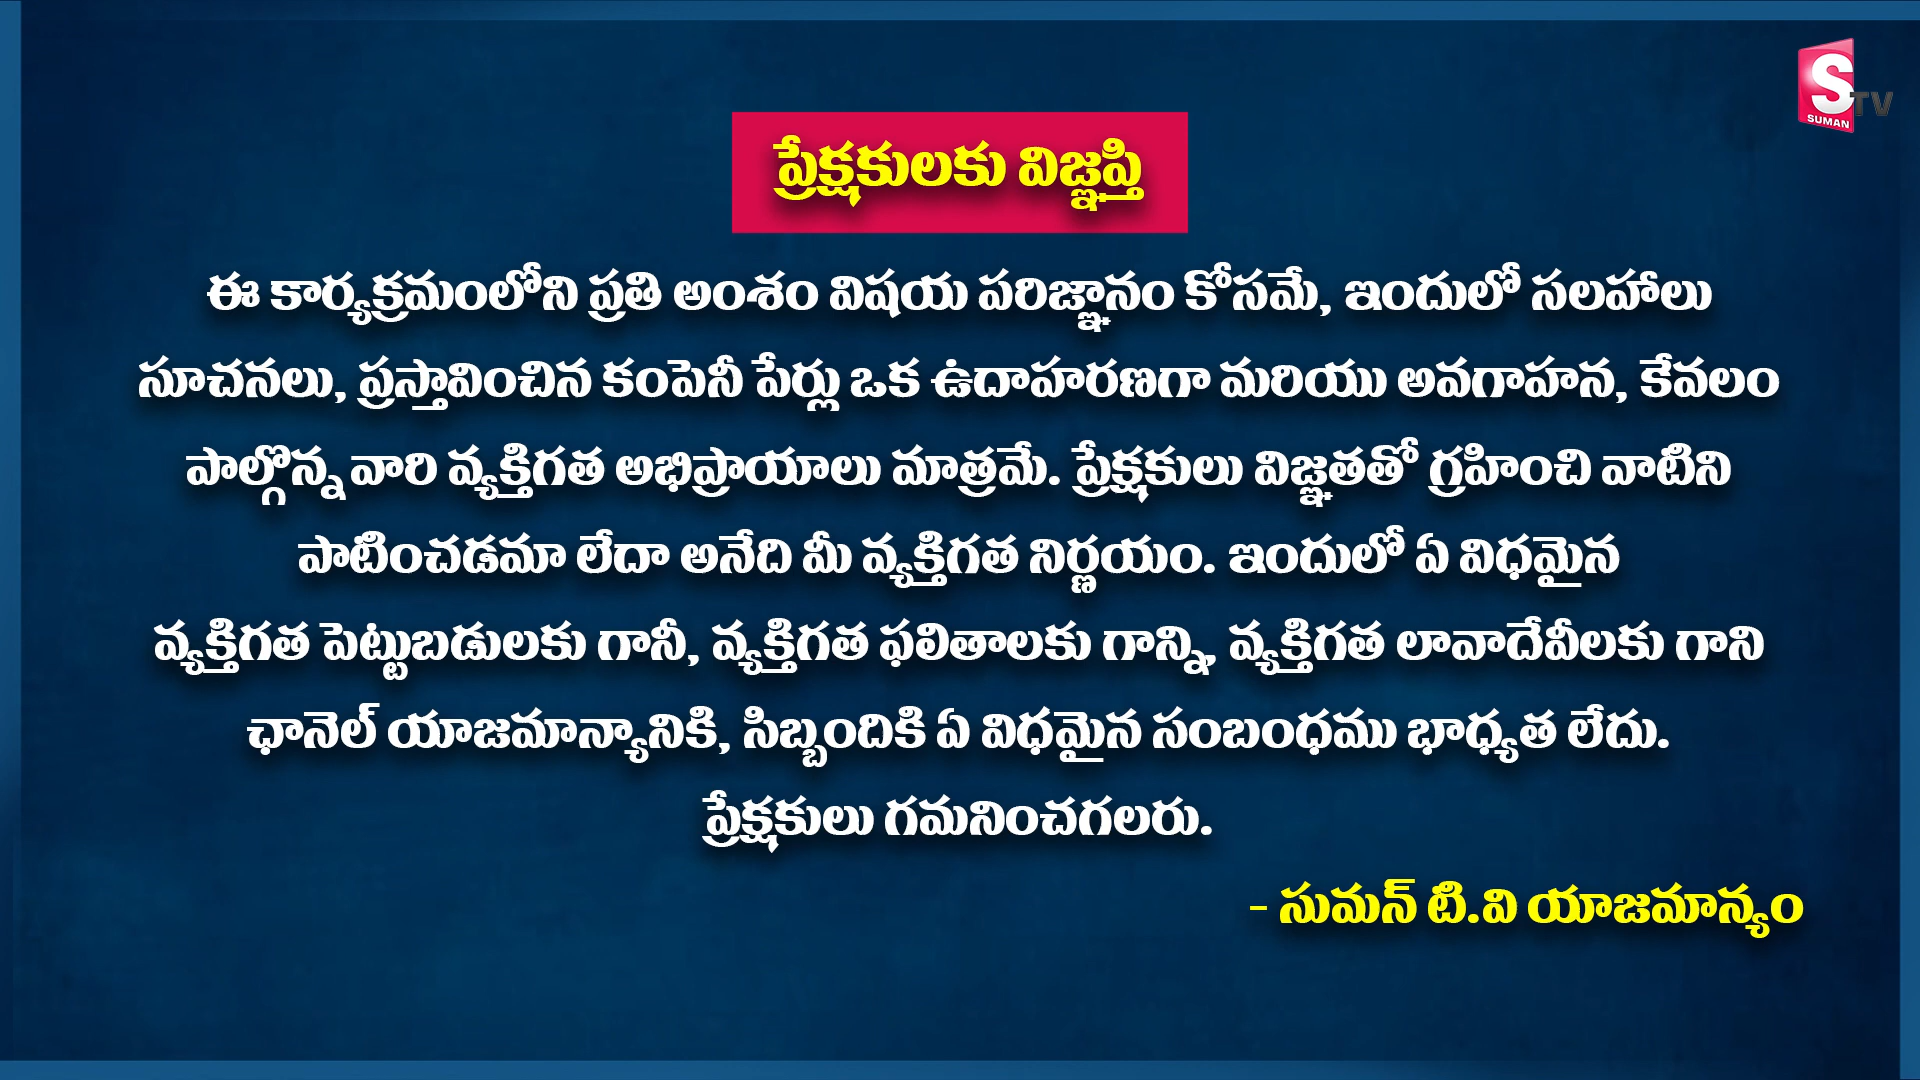 S
SUMAN
TV
ప్రేక్షకులకు విజ్ఞప్తి
ఈ కార్యక్రమంలోని ప్రతి అంశం విషయ పరిజ్ఞానం కోసమే, ఇందులో సలహాలు
సూచనలు, ప్రస్తావించిన కంపెనీ పేర్లు ఒక ఉదాహరణగా మరియు అవగాహన, కేవలం
పాల్గొన్న వారి వ్యక్తిగత అభిప్రాయాలు మాత్రమే. ప్రేక్షకులు విజ్ఞతతో గ్రహించి వాటిని
పాటించడమా లేదా అనేది మీ వ్యక్తిగత నిర్ణయం. ఇందులో ఏ విధమైన
వ్యక్తిగత పెట్టుబడులకు గానీ, వ్యక్తిగత ఫలితాలకు గాన్ని, వ్యక్తిగత లావాదేవీలకు గాని
ఛానెల్ యాజమాన్యానికి, సిబ్బందికి ఏ విధమైన సంబంధము భాధ్యత లేదు.
ప్రేక్షకులు గమనించగలరు.
- సుమన్ టి.వి యాజమాన్యం